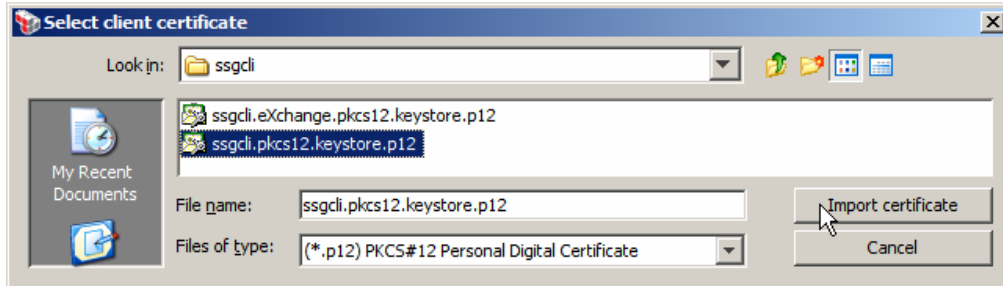 Select client certificate
Look in: ssgcli
ssgcli.eXchange.pkcs12.keystore.p12
ssgcli.pkcs12.keystore.p12
My Recent
Documents
File name: ssgcli.pkcs12.keystore.p12 Import certificate
Files of type: (*.p12) PKCS#12 Personal Digital Certificate Cancel